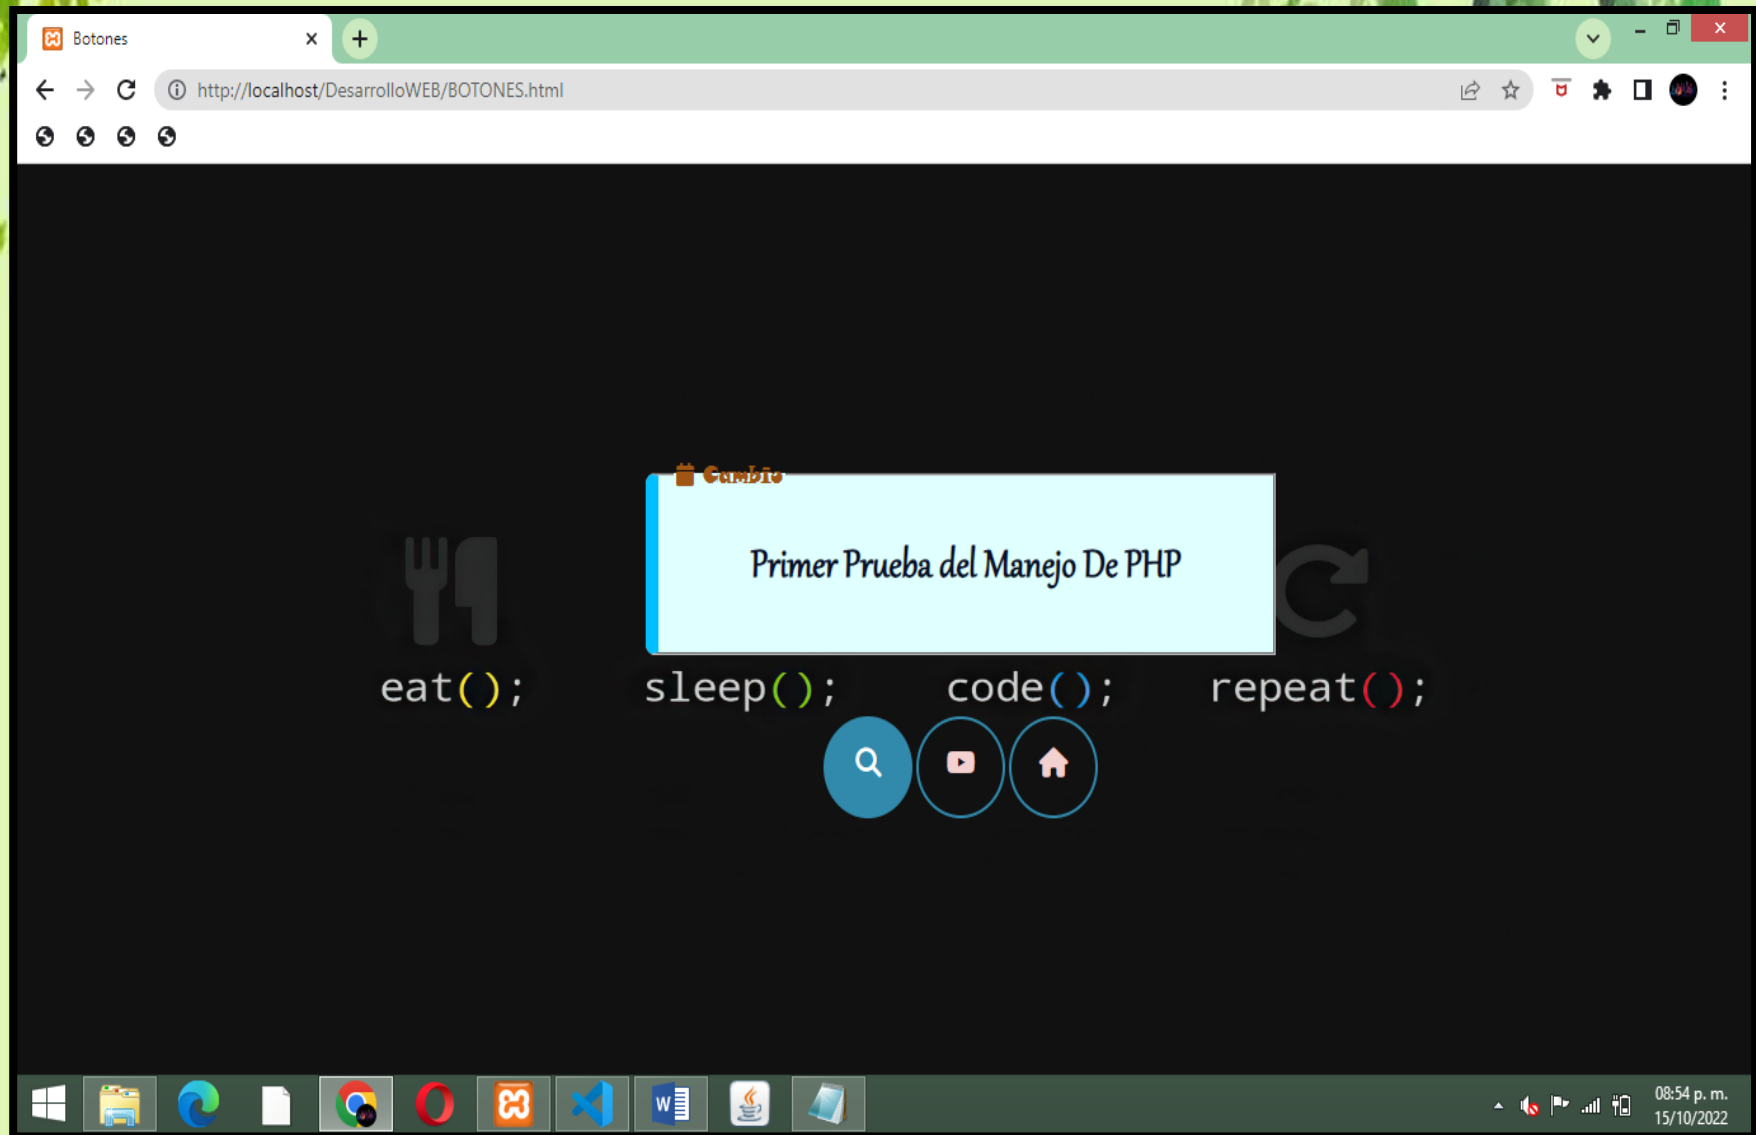 Botones
http://localhost/DesarrolloWEB/BOTONES.html
Cambio
Primer Prueba del Manejo De PHP
eat(); sleep(); code(); repeat();
08:54 p. m.
15/10/2022